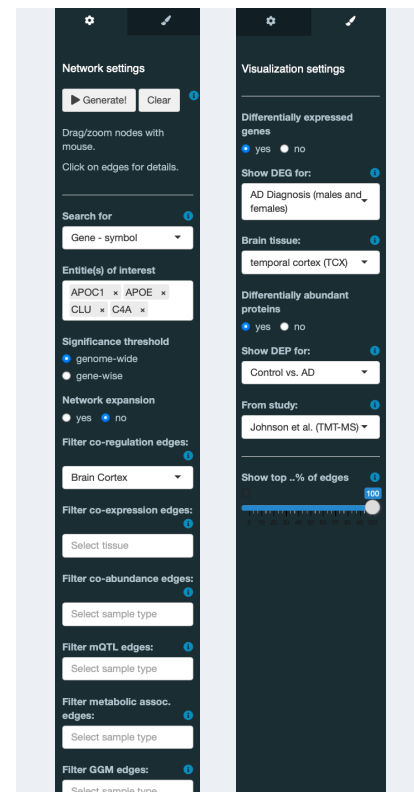 Network settings
Generate!
Clear
Drag/zoom nodes with
mouse.
Click on edges for details.
Search for
Gene - symbol
Entitie(s) of interest
APOC1 × APOE ×
CLU × C4A ×
Significance threshold
genome-wide
gene-wise
Network expansion
yes no
Filter co-regulation edges:
Brain Cortex
Filter co-expression edges:
Select tissue
Filter co-abundance edges:
Select sample type
Filter mQTL edges:
Select sample type
Filter metabolic assoc.
edges:
Select sample type
Filter GGM edges:
Select sample type
Visualization settings
Differentially expressed
genes
yes no
Show DEG for:
AD Diagnosis (males and
females)
Brain tissue:
temporal cortex (TCX)
Differentially abundant
proteins
yes no
Show DEP for:
Control vs. AD
From study:
Johnson et al. (TMT-MS)
Show top ..% of edges
100